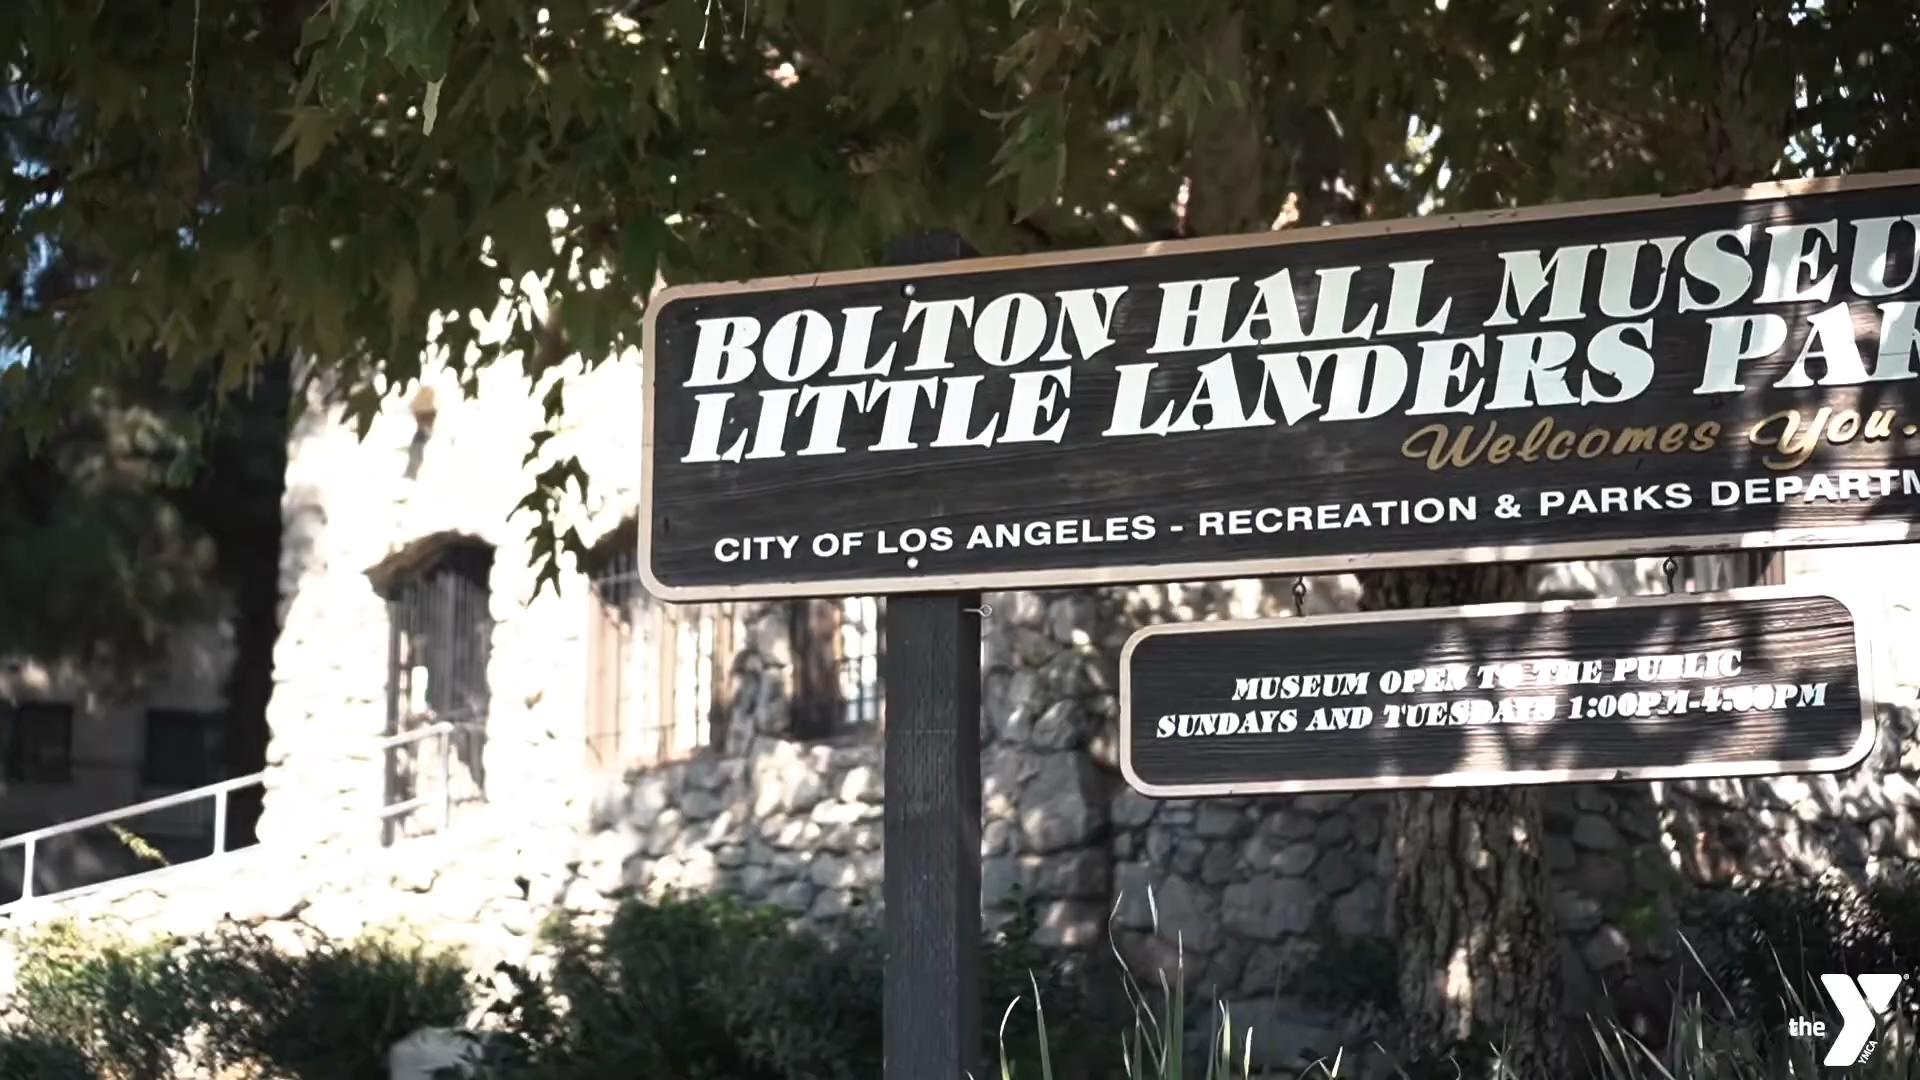 BOLTON HALL MUSEU
LITTLE LANDERS PAR
Welcomes You.
CITY OF LOS ANGELES - RECREATION & PARKS DEPARTM
MUSEUM OPEN TO THE PUBLIC
SUNDAYS AND TUESDAYS 1:00PM-4:00PM
the
YMCA